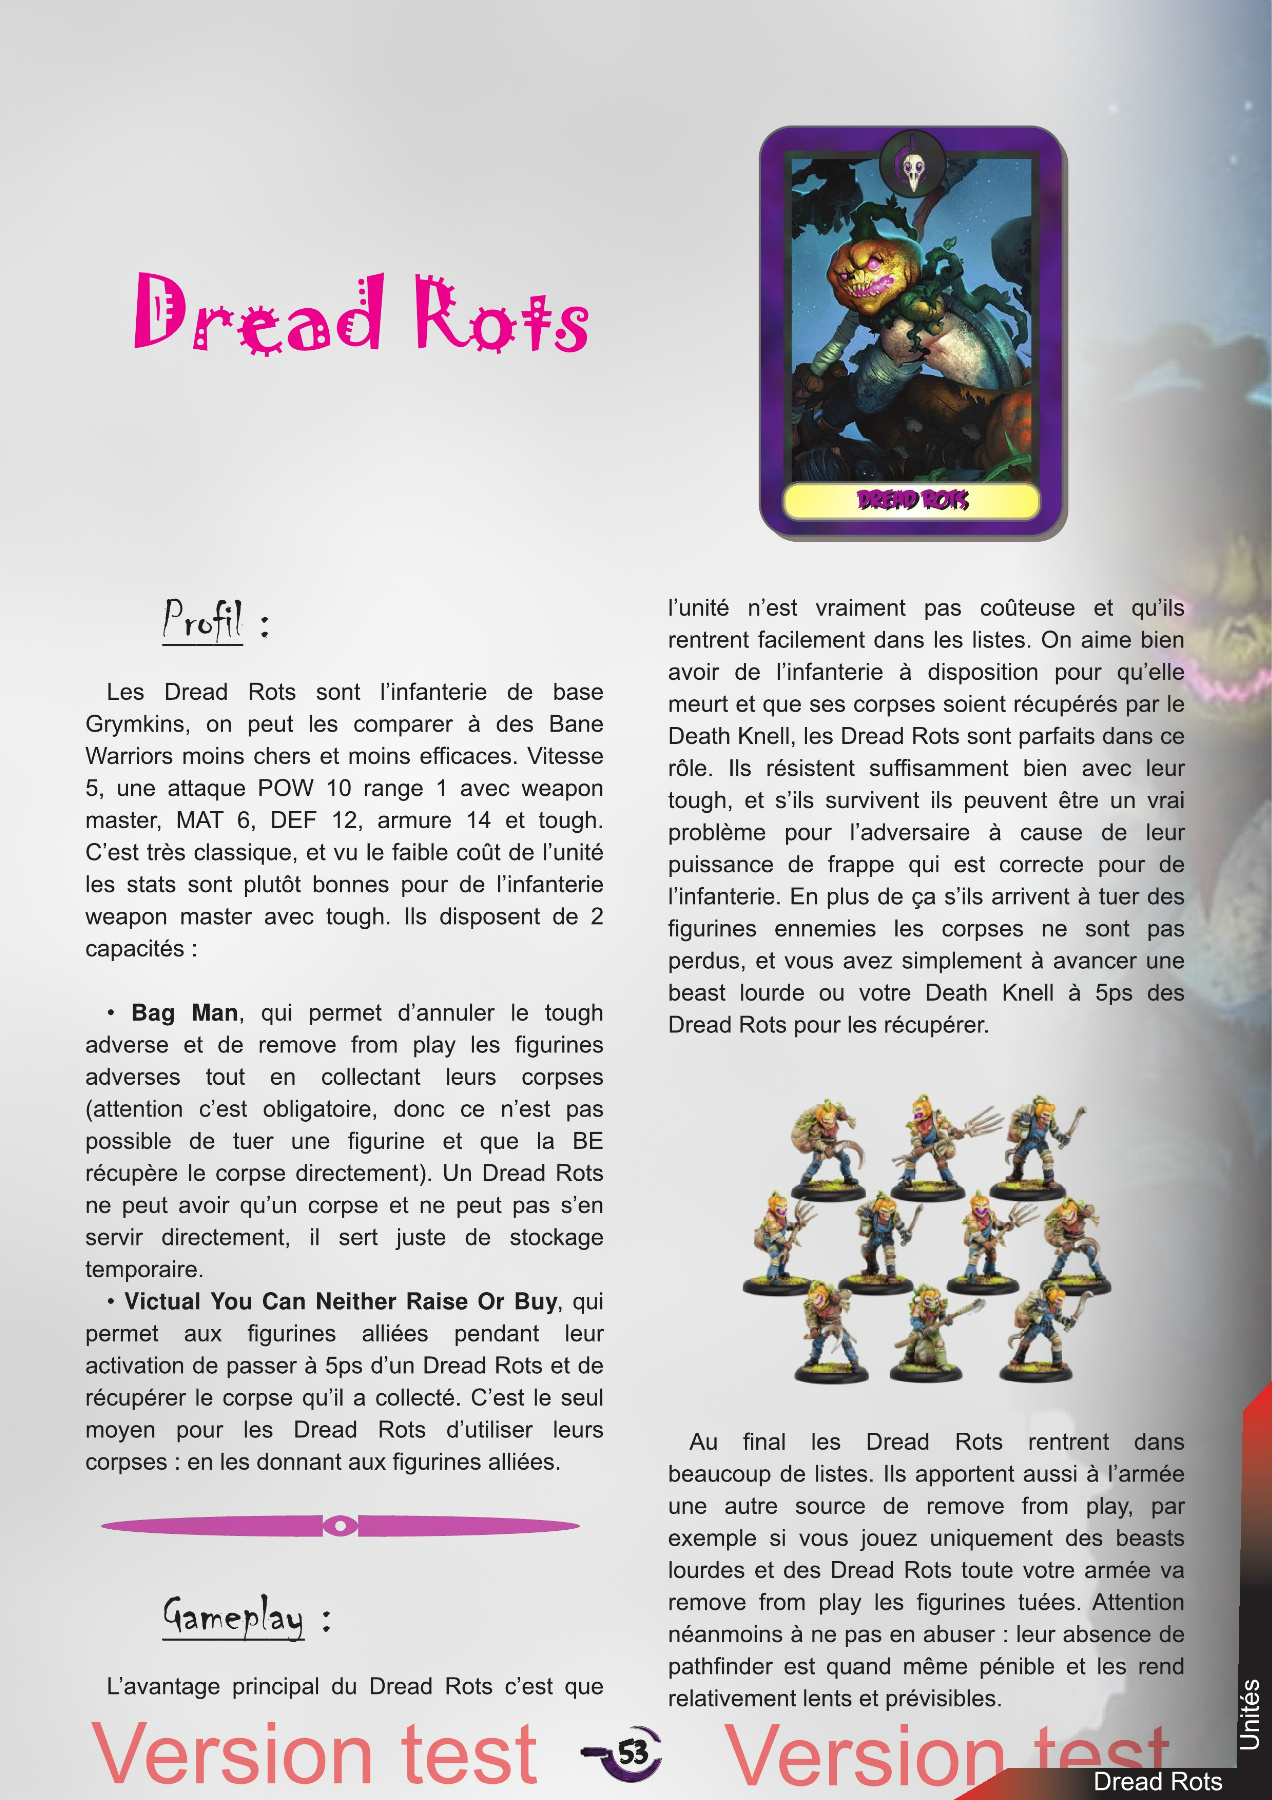 Dread Rots
DREAD ROTS
Profil :
Les Dread Rots sont l’infanterie de base
Grymkins, on peut les comparer à des Bane
Warriors moins chers et moins efficaces. Vitesse
5, une attaque POW 10 range 1 avec weapon
master, MAT 6, DEF 12, armure 14 et tough.
C’est très classique, et vu le faible coût de l’unité
les stats sont plutôt bonnes pour de l’infanterie
weapon master avec tough. Ils disposent de 2
capacités :
• Bag Man, qui permet d’annuler le tough
adverse et de remove from play les figurines
adverses tout en collectant leurs corpses
(attention c’est obligatoire, donc ce n’est pas
possible de tuer une figurine et que la BE
récupère le corpse directement). Un Dread Rots
ne peut avoir qu’un corpse et ne peut pas s’en
servir directement, il sert juste de stockage
temporaire.
• Victual You Can Neither Raise Or Buy, qui
permet aux figurines alliées pendant leur
activation de passer à 5ps d’un Dread Rots et de
récupérer le corpse qu’il a collecté. C’est le seul
moyen pour les Dread Rots d’utiliser leurs
corpses : en les donnant aux figurines alliées.
Gameplay :
L’avantage principal du Dread Rots c’est que
l’unité n’est vraiment pas coûteuse et qu’ils
rentrent facilement dans les listes. On aime bien
avoir de l’infanterie à disposition pour qu’elle
meurt et que ses corpses soient récupérés par le
Death Knell, les Dread Rots sont parfaits dans ce
rôle. Ils résistent suffisamment bien avec leur
tough, et s’ils survivent ils peuvent être un vrai
problème pour l’adversaire à cause de leur
puissance de frappe qui est correcte pour de
l’infanterie. En plus de ça s’ils arrivent à tuer des
figurines ennemies les corpses ne sont pas
perdus, et vous avez simplement à avancer une
beast lourde ou votre Death Knell à 5ps des
Dread Rots pour les récupérer.
Au final les Dread Rots rentrent dans
beaucoup de listes. Ils apportent aussi à l’armée
une autre source de remove from play, par
exemple si vous jouez uniquement des beasts
lourdes et des Dread Rots toute votre armée va
remove from play les figurines tuées. Attention
néanmoins à ne pas en abuser : leur absence de
pathfinder est quand même pénible et les rend
relativement lents et prévisibles.
Version test
53
Version test
Unités
Dread Rots